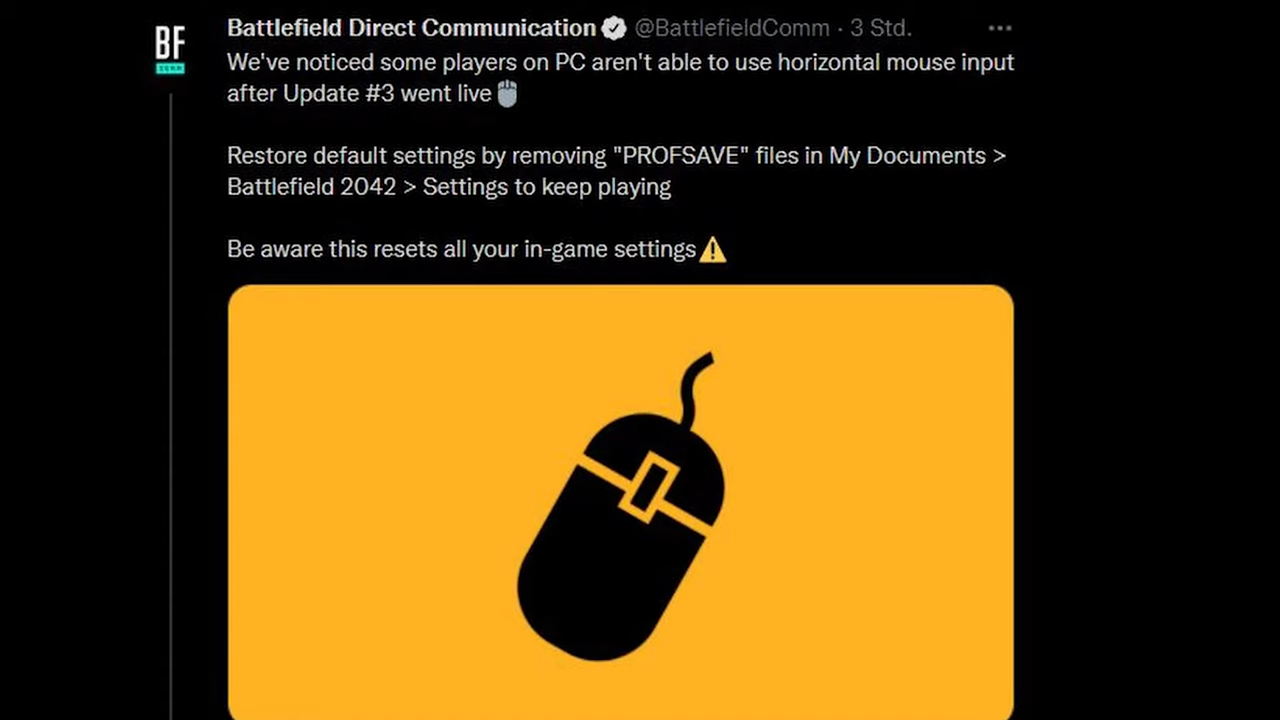 BF
COMM
Battlefield Direct Communication @BattlefieldComm · 3 Std.
We've noticed some players on PC aren't able to use horizontal mouse input
after Update #3 went live🖱️
Restore default settings by removing "PROFSAVE" files in My Documents >
Battlefield 2042 > Settings to keep playing
Be aware this resets all your in-game settings⚠️